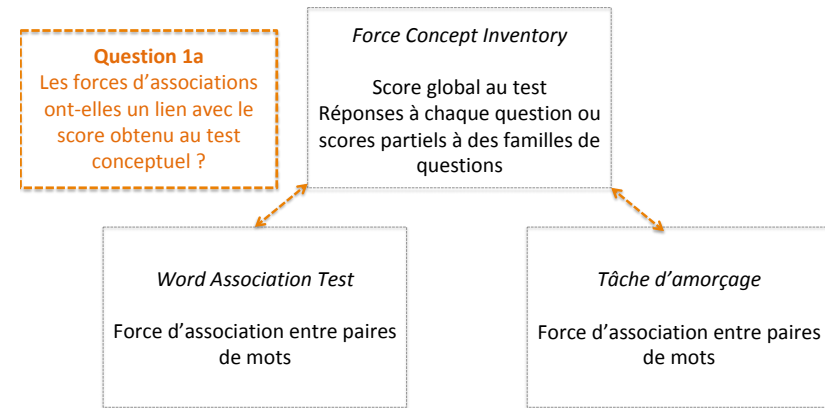 Question 1a
Les forces d’associations
ont-elles un lien avec le
score obtenu au test
conceptuel ?
Force Concept Inventory
Score global au test
Réponses à chaque question ou
scores partiels à des familles de
questions
Word Association Test
Force d’association entre paires
de mots
Tâche d’amorçage
Force d’association entre paires
de mots